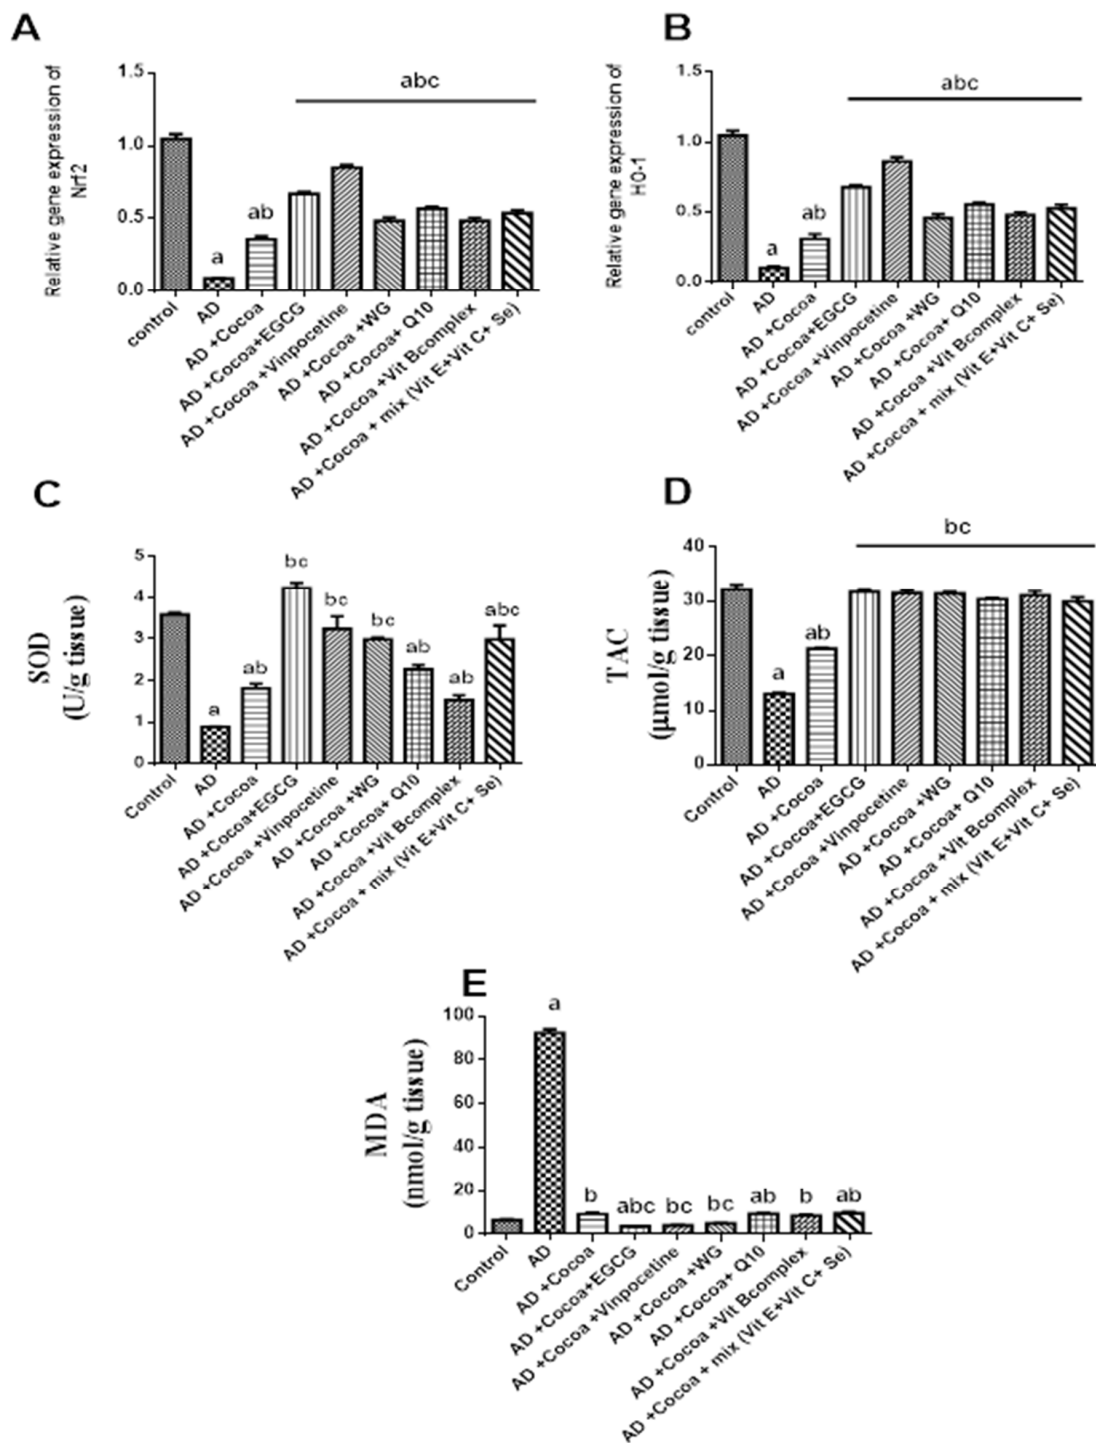 A
Relative gene expression of
Nrf2
1.5
1.0
0.5
0.0
a
ab
abc
control
AD
AD +Cocoa
AD +Cocoa+EGCG
AD +Cocoa +Vinpocetine
AD +Cocoa +WG
AD +Cocoa+ Q10
AD +Cocoa +Vit Bcomplex
AD +Cocoa + mix (Vit E+Vit C+ Se)
B
Relative gene expression of
H0-1
1.5
1.0
0.5
0.0
a
ab
abc
control
AD
AD +Cocoa
AD +Cocoa+EGCG
AD +Cocoa +Vinpocetine
AD +Cocoa +WG
AD +Cocoa+ Q10
AD +Cocoa +Vit Bcomplex
AD +Cocoa + mix (Vit E+Vit C+ Se)
C
SOD
(U/g tissue)
5
4
3
2
1
0
a
ab
bc
bc
bc
ab
ab
abc
Control
AD
AD +Cocoa
AD +Cocoa+EGCG
AD +Cocoa +Vinpocetine
AD +Cocoa +WG
AD +Cocoa+ Q10
AD +Cocoa +Vit Bcomplex
AD +Cocoa + mix (Vit E+Vit C+ Se)
D
TAC
(µmol/g tissue)
40
30
20
10
0
a
ab
bc
Control
AD
AD +Cocoa
AD +Cocoa+EGCG
AD +Cocoa +Vinpocetine
AD +Cocoa +WG
AD +Cocoa+ Q10
AD +Cocoa +Vit Bcomplex
AD +Cocoa + mix (Vit E+Vit C+ Se)
E
MDA
(nmol/g tissue)
100
80
60
40
20
0
a
b
abc
bc
bc
ab
b
ab
Control
AD
AD +Cocoa
AD +Cocoa+EGCG
AD +Cocoa +Vinpocetine
AD +Cocoa +WG
AD +Cocoa+ Q10
AD +Cocoa +Vit Bcomplex
AD +Cocoa + mix (Vit E+Vit C+ Se)